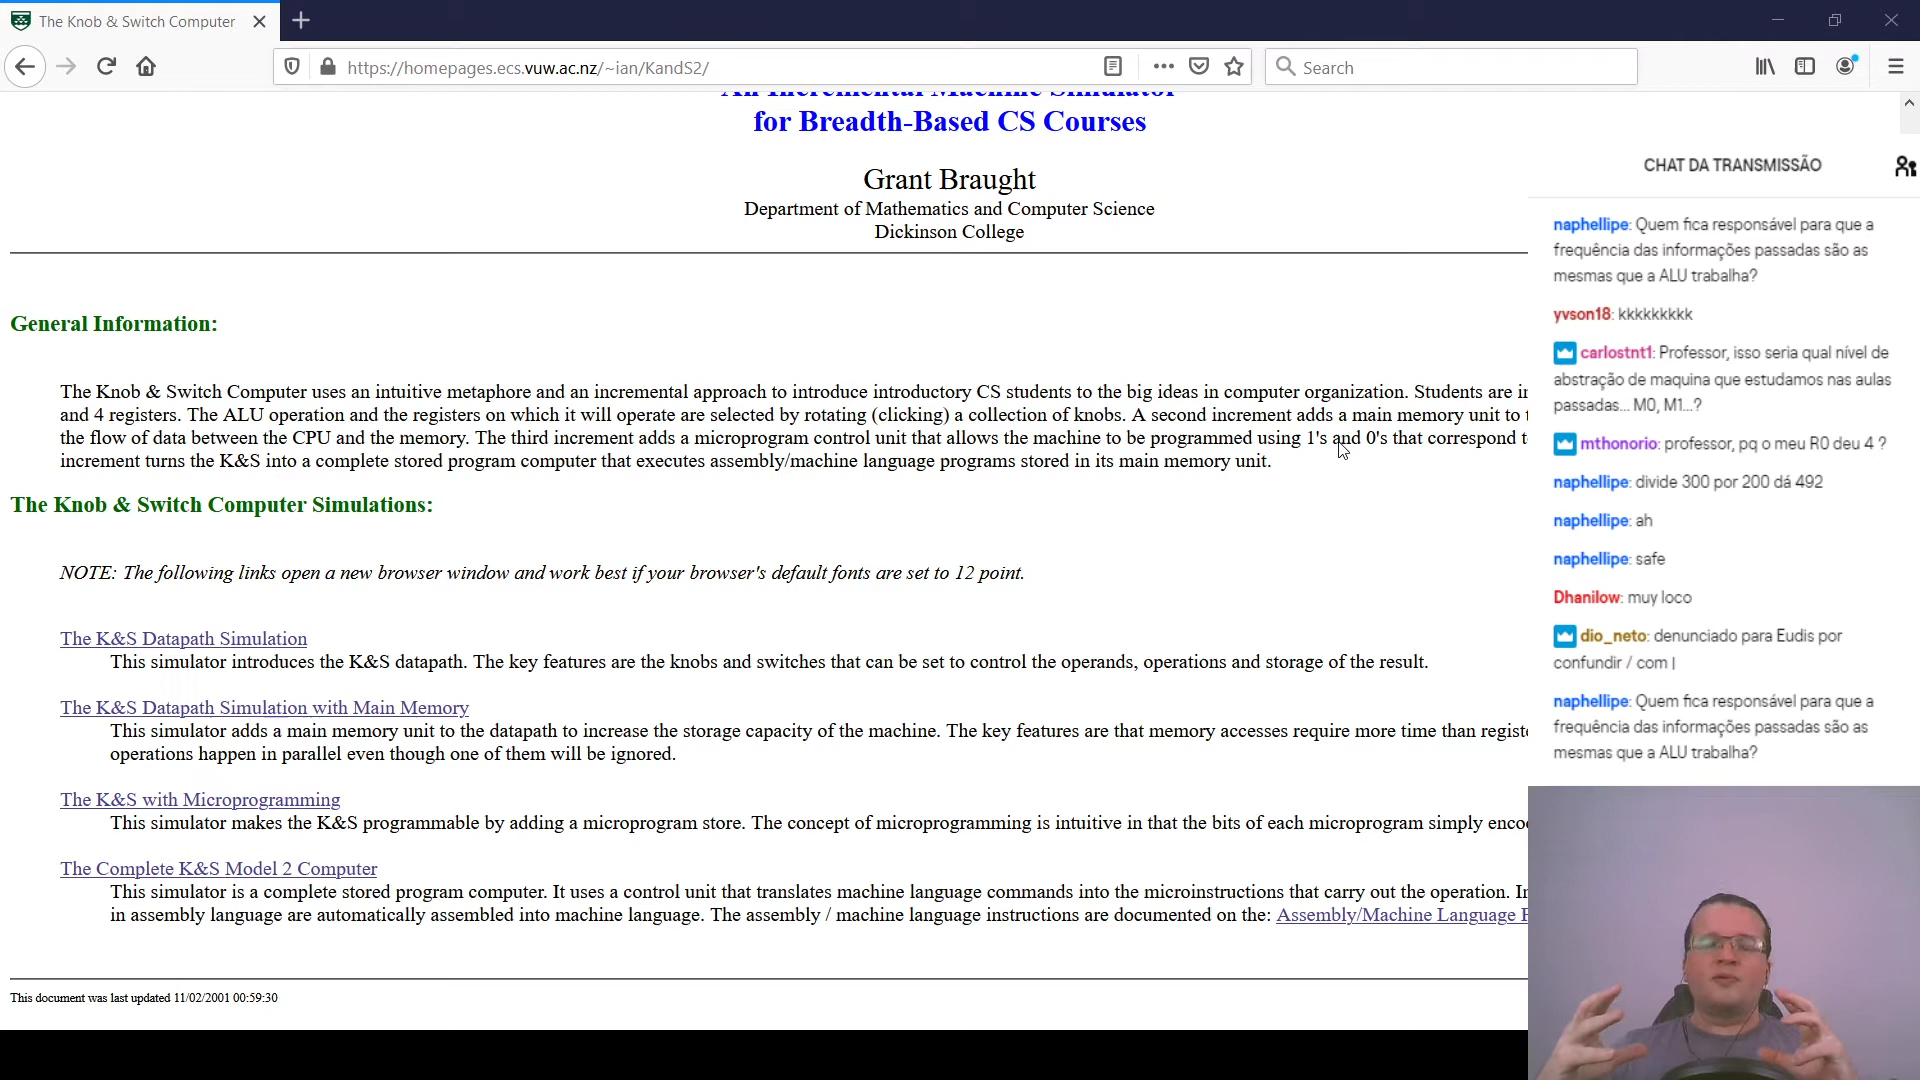 The Knob & Switch Computer
https://homepages.ecs.vuw.ac.nz/~ian/KandS2/
Search
An Incremental Machine Simulator
for Breadth-Based CS Courses
Grant Braught
Department of Mathematics and Computer Science
Dickinson College
General Information:
The Knob & Switch Computer uses an intuitive metaphore and an incremental approach to introduce introductory CS students to the big ideas in computer organization. Students are
and 4 registers. The ALU operation and the registers on which it will operate are selected by rotating (clicking) a collection of knobs. A second increment adds a main memory unit to
the flow of data between the CPU and the memory. The third increment adds a microprogram control unit that allows the machine to be programmed using 1's and 0's that correspond
increment turns the K&S into a complete stored program computer that executes assembly/machine language programs stored in its main memory unit.
The Knob & Switch Computer Simulations:
NOTE: The following links open a new browser window and work best if your browser's default fonts are set to 12 point.
The K&S Datapath Simulation
This simulator introduces the K&S datapath. The key features are the knobs and switches that can be set to control the operands, operations and storage of the result.
The K&S Datapath Simulation with Main Memory
This simulator adds a main memory unit to the datapath to increase the storage capacity of the machine. The key features are that memory accesses require more time than
operations happen in parallel even though one of them will be ignored.
The K&S with Microprogramming
This simulator makes the K&S programmable by adding a microprogram store. The concept of microprogramming is intuitive in that the bits of each microprogram simply
The Complete K&S Model 2 Computer
This simulator is a complete stored program computer. It uses a control unit that translates machine language commands into the microinstructions that carry out the operation.
in assembly language are automatically assembled into machine language. The assembly / machine language instructions are documented on the: Assembly/Machine Language
This document was last updated 11/02/2001 00:59:30
CHAT DA TRANSMISSÃO
naphellipe: Quem fica responsável para que a
frequência das informações passadas são as
mesmas que a ALU trabalha?
yvson18: kkkkkkkkk
carlostnt1: Professor, isso seria qual nível de
abstração de maquina que estudamos nas aulas
passadas... M0, M1...?
mthonorio: professor, pq o meu R0 deu 4 ?
naphellipe: divide 300 por 200 dá 492
naphellipe: ah
naphellipe: safe
Dhanilow: muy loco
dio_neto: denunciado para Eudis por
confundir / com |
naphellipe: Quem fica responsável para que a
frequência das informações passadas são as
mesmas que a ALU trabalha?